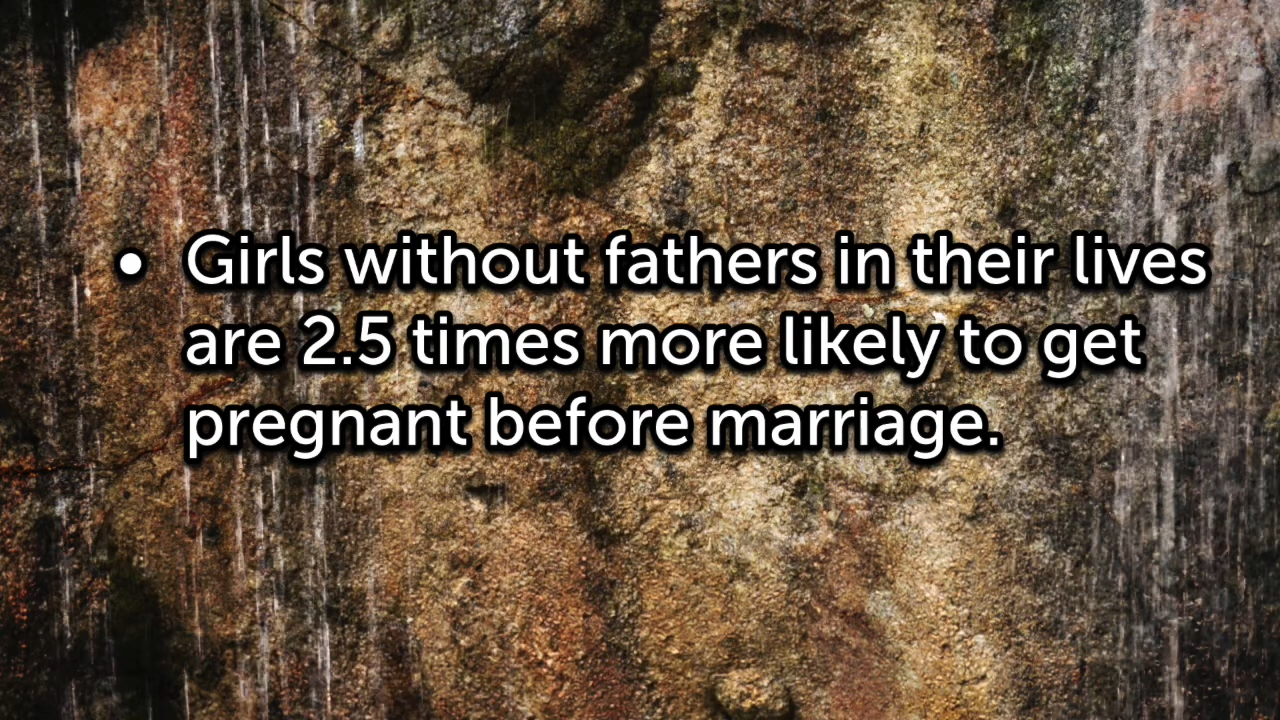 • Girls without fathers in their lives
are 2.5 times more likely to get
pregnant before marriage.